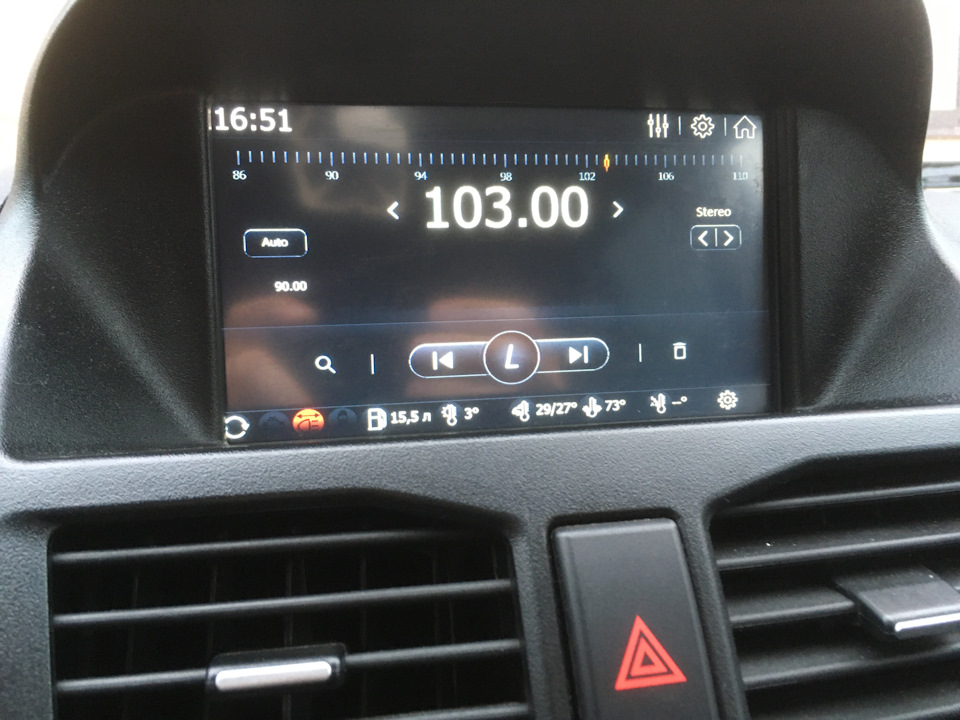 16:51
86 90 94 98 102 106 110
103.00
Stereo
Auto
90.00
L
15,5 л 3° 29/27° 73° –°